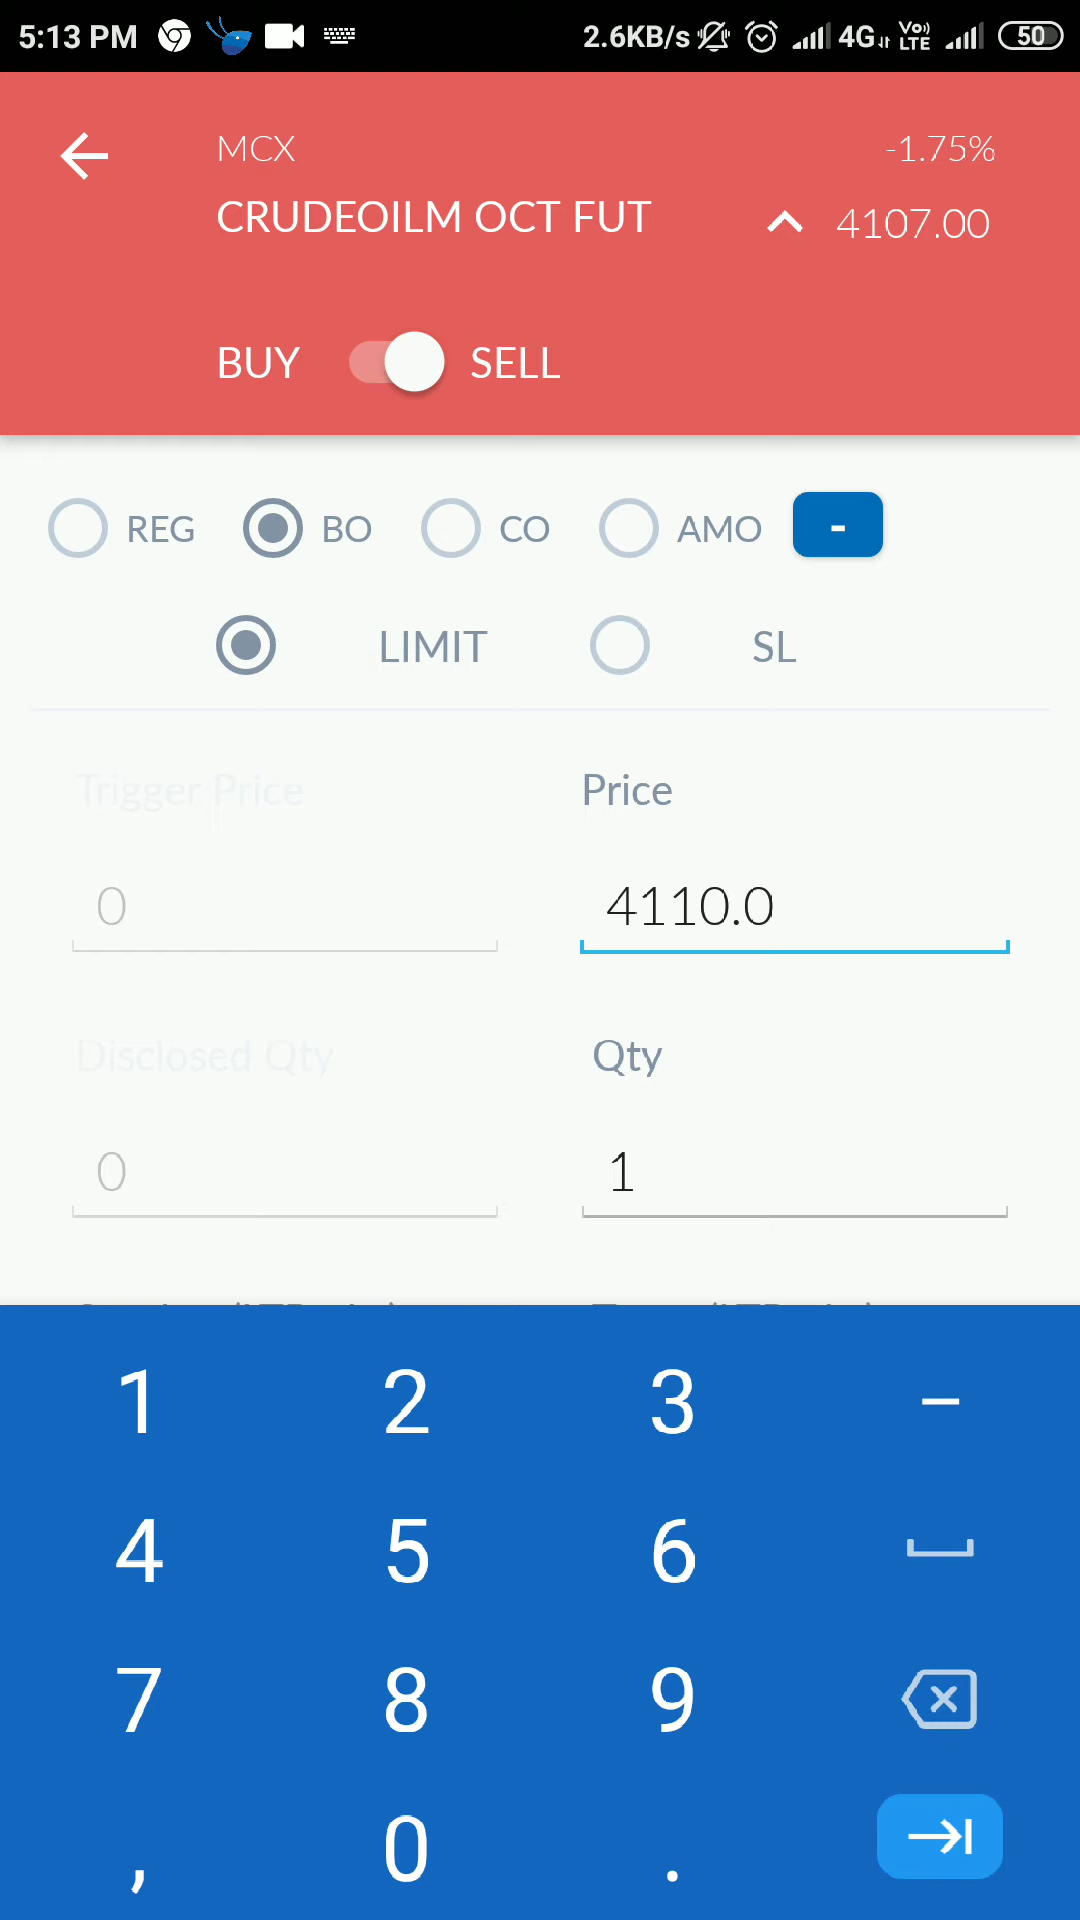 5:13 PM 2.6KB/s 4G Vo)) LTE 50
MCX -1.75%
CRUDEOILM OCT FUT 4107.00
BUY SELL
REG BO CO AMO -
LIMIT SL
Trigger Price Price
0 4110.0
Disclosed Qty Qty
0 1
1 2 3 –
4 5 6
7 8 9
, 0 .